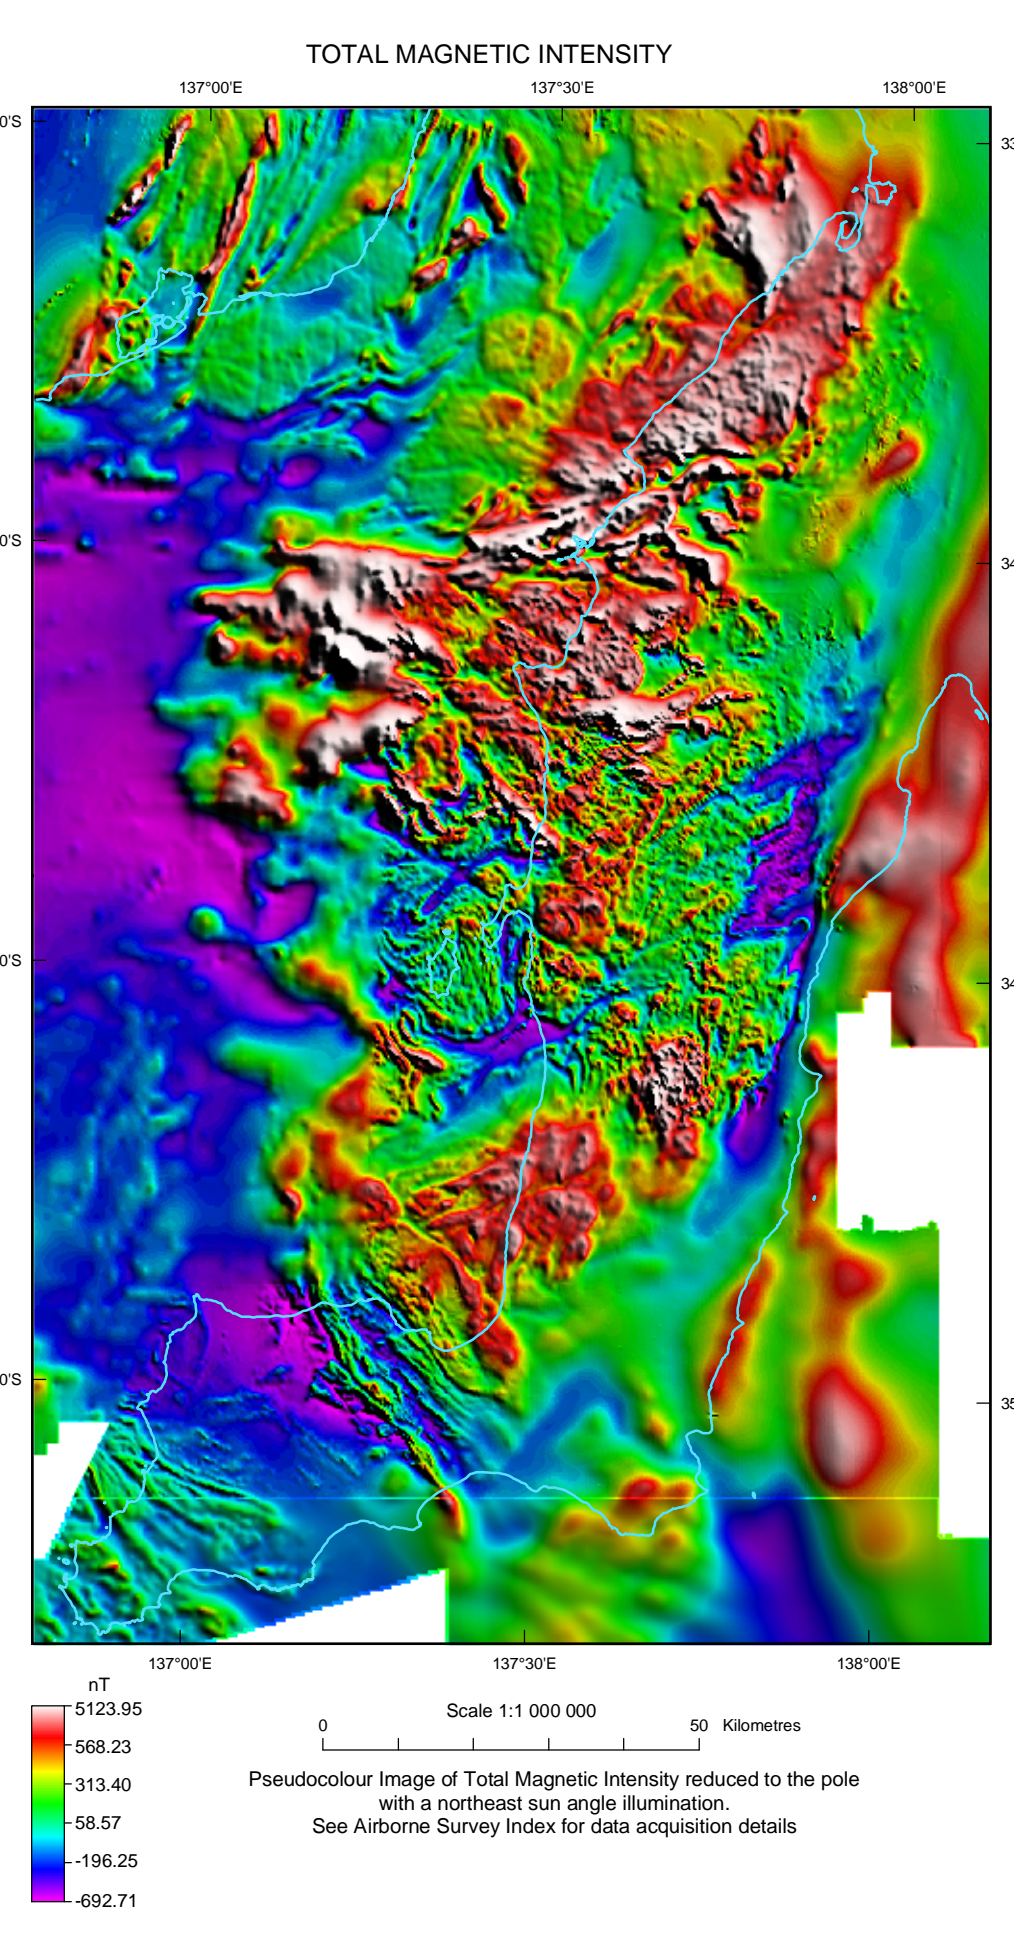 TOTAL MAGNETIC INTENSITY
137°00'E 137°30'E 138°00'E
0'S 33
0'S 34
0'S 34
0'S 35
137°00'E 137°30'E 138°00'E
nT
5123.95
568.23
313.40
58.57
-196.25
-692.71
Scale 1:1 000 000
0 50 Kilometres
Pseudocolour Image of Total Magnetic Intensity reduced to the pole
with a northeast sun angle illumination.
See Airborne Survey Index for data acquisition details